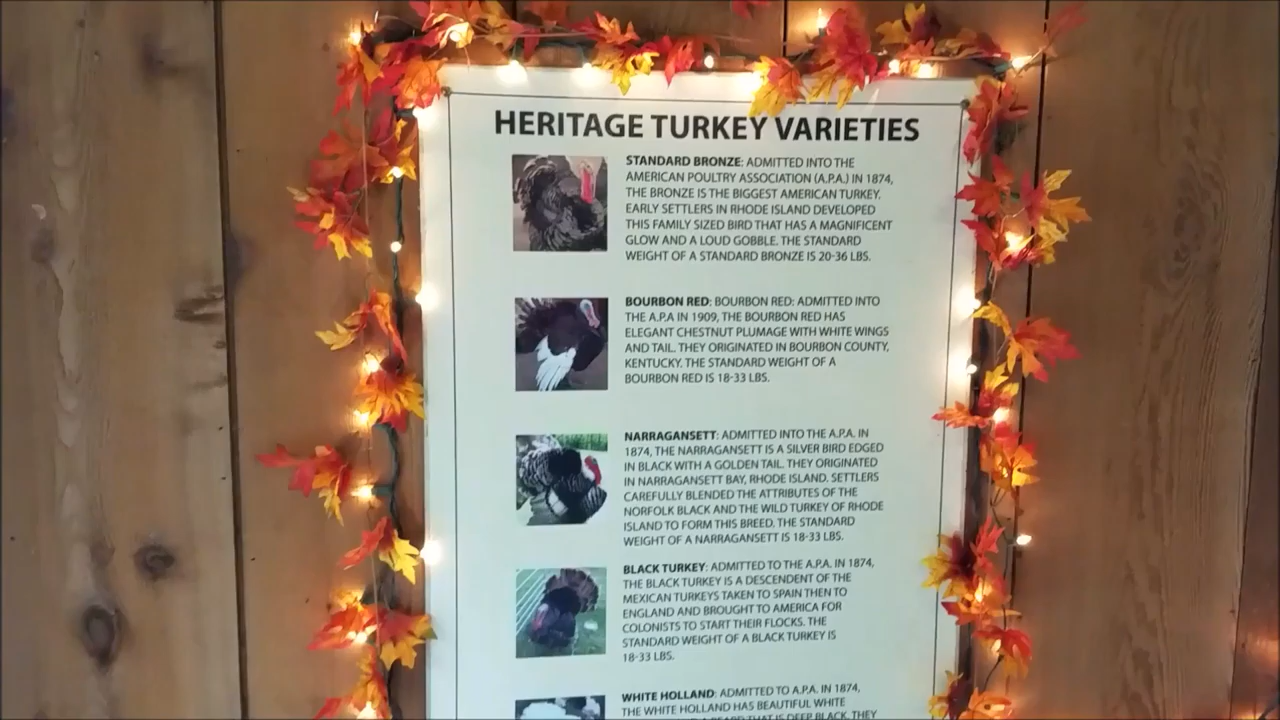 HERITAGE TURKEY VARIETIES
STANDARD BRONZE: ADMITTED INTO THE
AMERICAN POULTRY ASSOCIATION (A.P.A.) IN 1874,
THE BRONZE IS THE BIGGEST AMERICAN TURKEY.
EARLY SETTLERS IN RHODE ISLAND DEVELOPED
THIS FAMILY SIZED BIRD THAT HAS A MAGNIFICENT
GLOW AND A LOUD GOBBLE. THE STANDARD
WEIGHT OF A STANDARD BRONZE IS 20-36 LBS.
BOURBON RED: BOURBON RED: ADMITTED INTO
THE A.P.A IN 1909, THE BOURBON RED HAS
ELEGANT CHESTNUT PLUMAGE WITH WHITE WINGS
AND TAIL. THEY ORIGINATED IN BOURBON COUNTY,
KENTUCKY. THE STANDARD WEIGHT OF A
BOURBON RED IS 18-33 LBS.
NARRAGANSETT: ADMITTED INTO THE A.P.A. IN
1874, THE NARRAGANSETT IS A SILVER BIRD EDGED
IN BLACK WITH A GOLDEN TAIL. THEY ORIGINATED
IN NARRAGANSETT BAY, RHODE ISLAND. SETTLERS
CAREFULLY BLENDED THE ATTRIBUTES OF THE
NORFOLK BLACK AND THE WILD TURKEY OF RHODE
ISLAND TO FORM THIS BREED. THE STANDARD
WEIGHT OF A NARRAGANSETT IS 18-33 LBS.
BLACK TURKEY: ADMITTED TO THE A.P.A. IN 1874,
THE BLACK TURKEY IS A DESCENDENT OF THE
MEXICAN TURKEYS TAKEN TO SPAIN THEN TO
ENGLAND AND BROUGHT TO AMERICA FOR
COLONISTS TO START THEIR FLOCKS. THE
STANDARD WEIGHT OF A BLACK TURKEY IS
18-33 LBS.
WHITE HOLLAND: ADMITTED TO A.P.A. IN 1874,
THE WHITE HOLLAND HAS BEAUTIFUL WHITE
A BEARD THAT IS DEEP BLACK. THEY